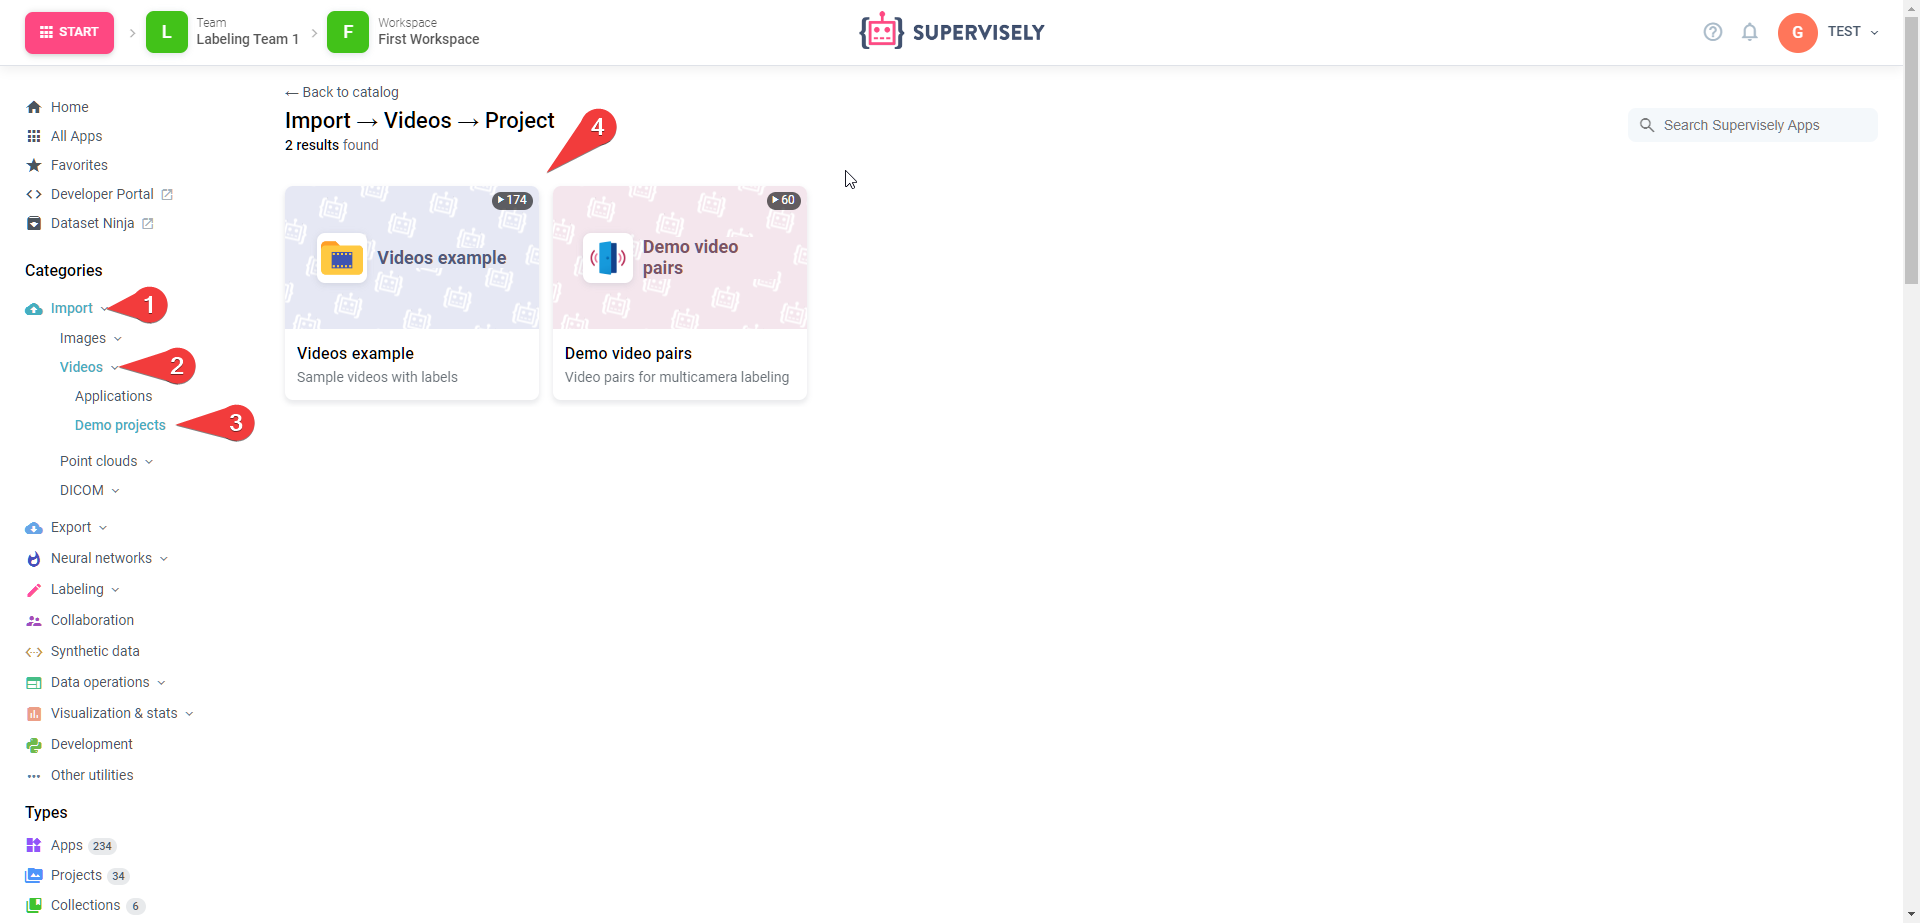 START
L
Team
Labeling Team 1
F
Workspace
First Workspace
SUPERVISELY
G
TEST
Home
All Apps
Favorites
Developer Portal
Dataset Ninja
Categories
Import
1
Images
Videos
2
Applications
Demo projects
3
Point clouds
DICOM
Export
Neural networks
Labeling
Collaboration
Synthetic data
Data operations
Visualization & stats
Development
Other utilities
Types
Apps 234
Projects 34
Collections 6
← Back to catalog
Import → Videos → Project
2 results found
4
Search Supervisely Apps
174
Videos example
Videos example
Sample videos with labels
60
Demo video
pairs
Demo video pairs
Video pairs for multicamera labeling